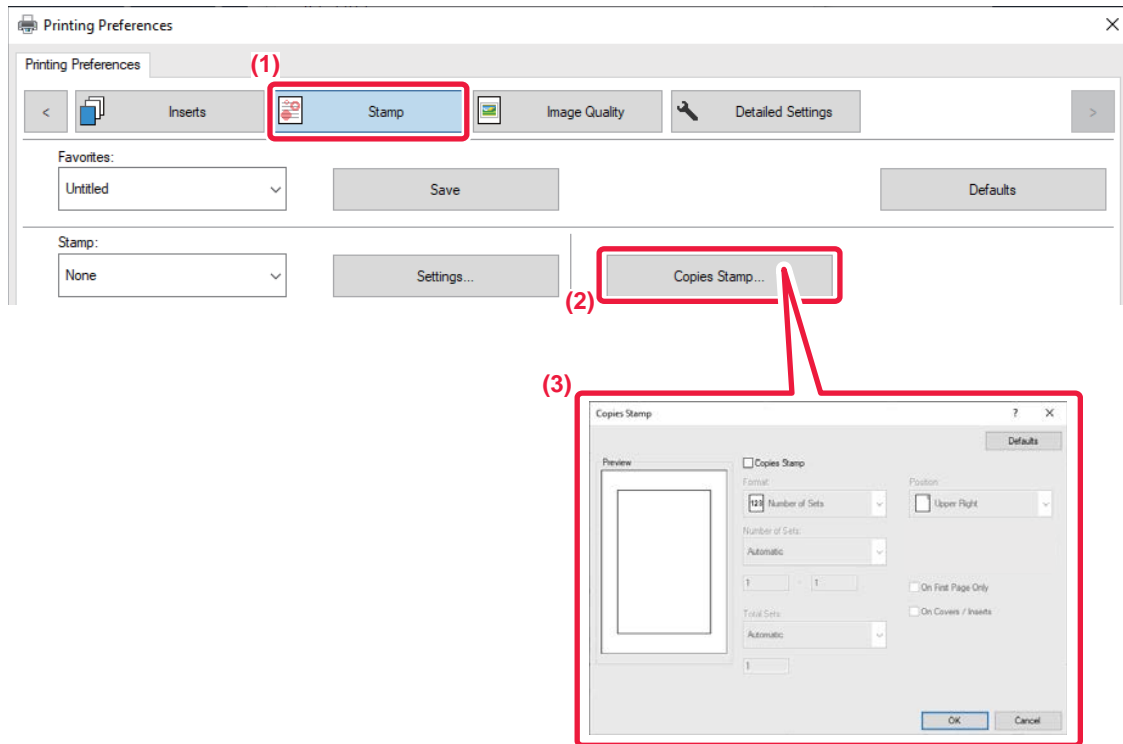 Printing Preferences
Printing Preferences
(1)
< Inserts Stamp Image Quality Detailed Settings >
Favorites:
Untitled Save Defaults
Stamp:
None Settings... Copies Stamp...
(2)
(3)
Copies Stamp ? X
Defaults
Preview Copies Stamp
Format: Position:
123 Number of Sets Upper Right
Number of Sets:
Automatic
1 - 1 On First Page Only
Total Sets: On Covers / Inserts
Automatic
1
OK Cancel